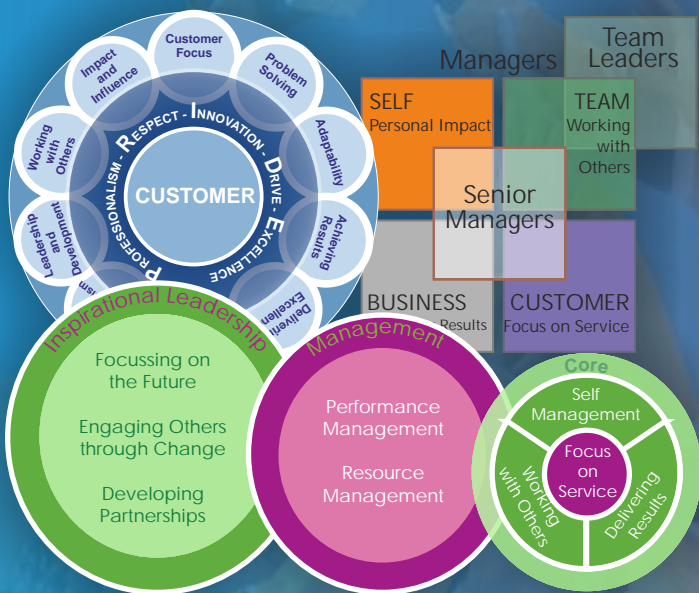 Customer
Focus
Problem
Solving
Adaptability
Achieving
Results
Delivering
Leadership
and
Development
Working
with
Others
Impact
and
Influence
PROFESSIONALISM - RESPECT - INNOVATION - DRIVE - EXCELLENCE
CUSTOMER
Managers
Team
Leaders
SELF
Personal Impact
TEAM
Working
with
Others
Senior
Managers
BUSINESS
Results
CUSTOMER
Focus on Service
Inspirational Leadership
Focussing on
the Future
Engaging Others
through Change
Developing
Partnerships
Management
Performance
Management
Resource
Management
Core
Self
Management
Focus
on
Service
Working
with Others
Delivering
Results